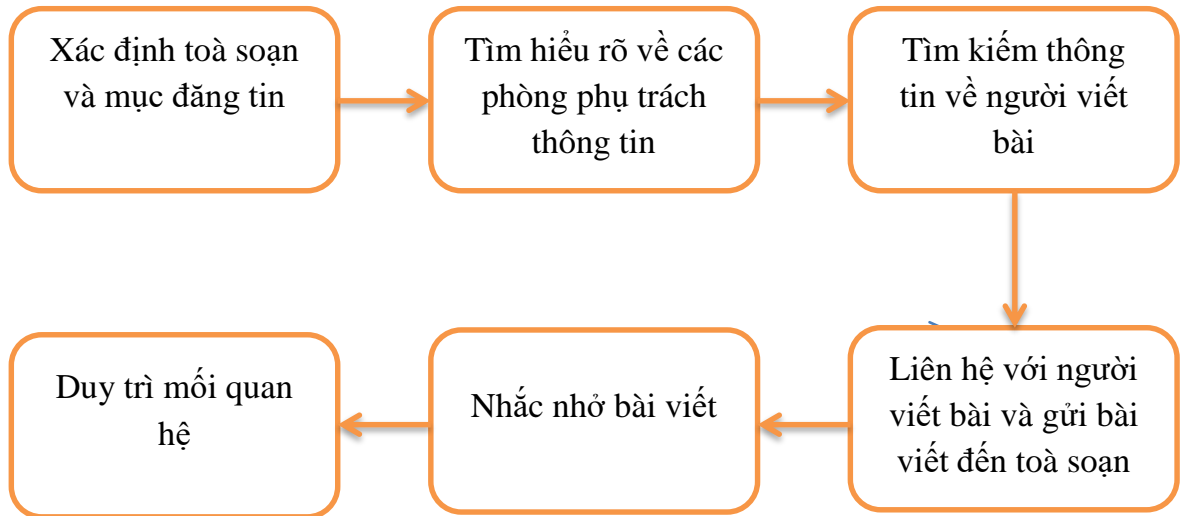 Xác định toà soạn
và mục đăng tin
Tìm hiểu rõ về các
phòng phụ trách
thông tin
Tìm kiếm thông
tin về người viết
bài
Liên hệ với người
viết bài và gửi bài
viết đến toà soạn
Nhắc nhở bài viết
Duy trì mối quan
hệ